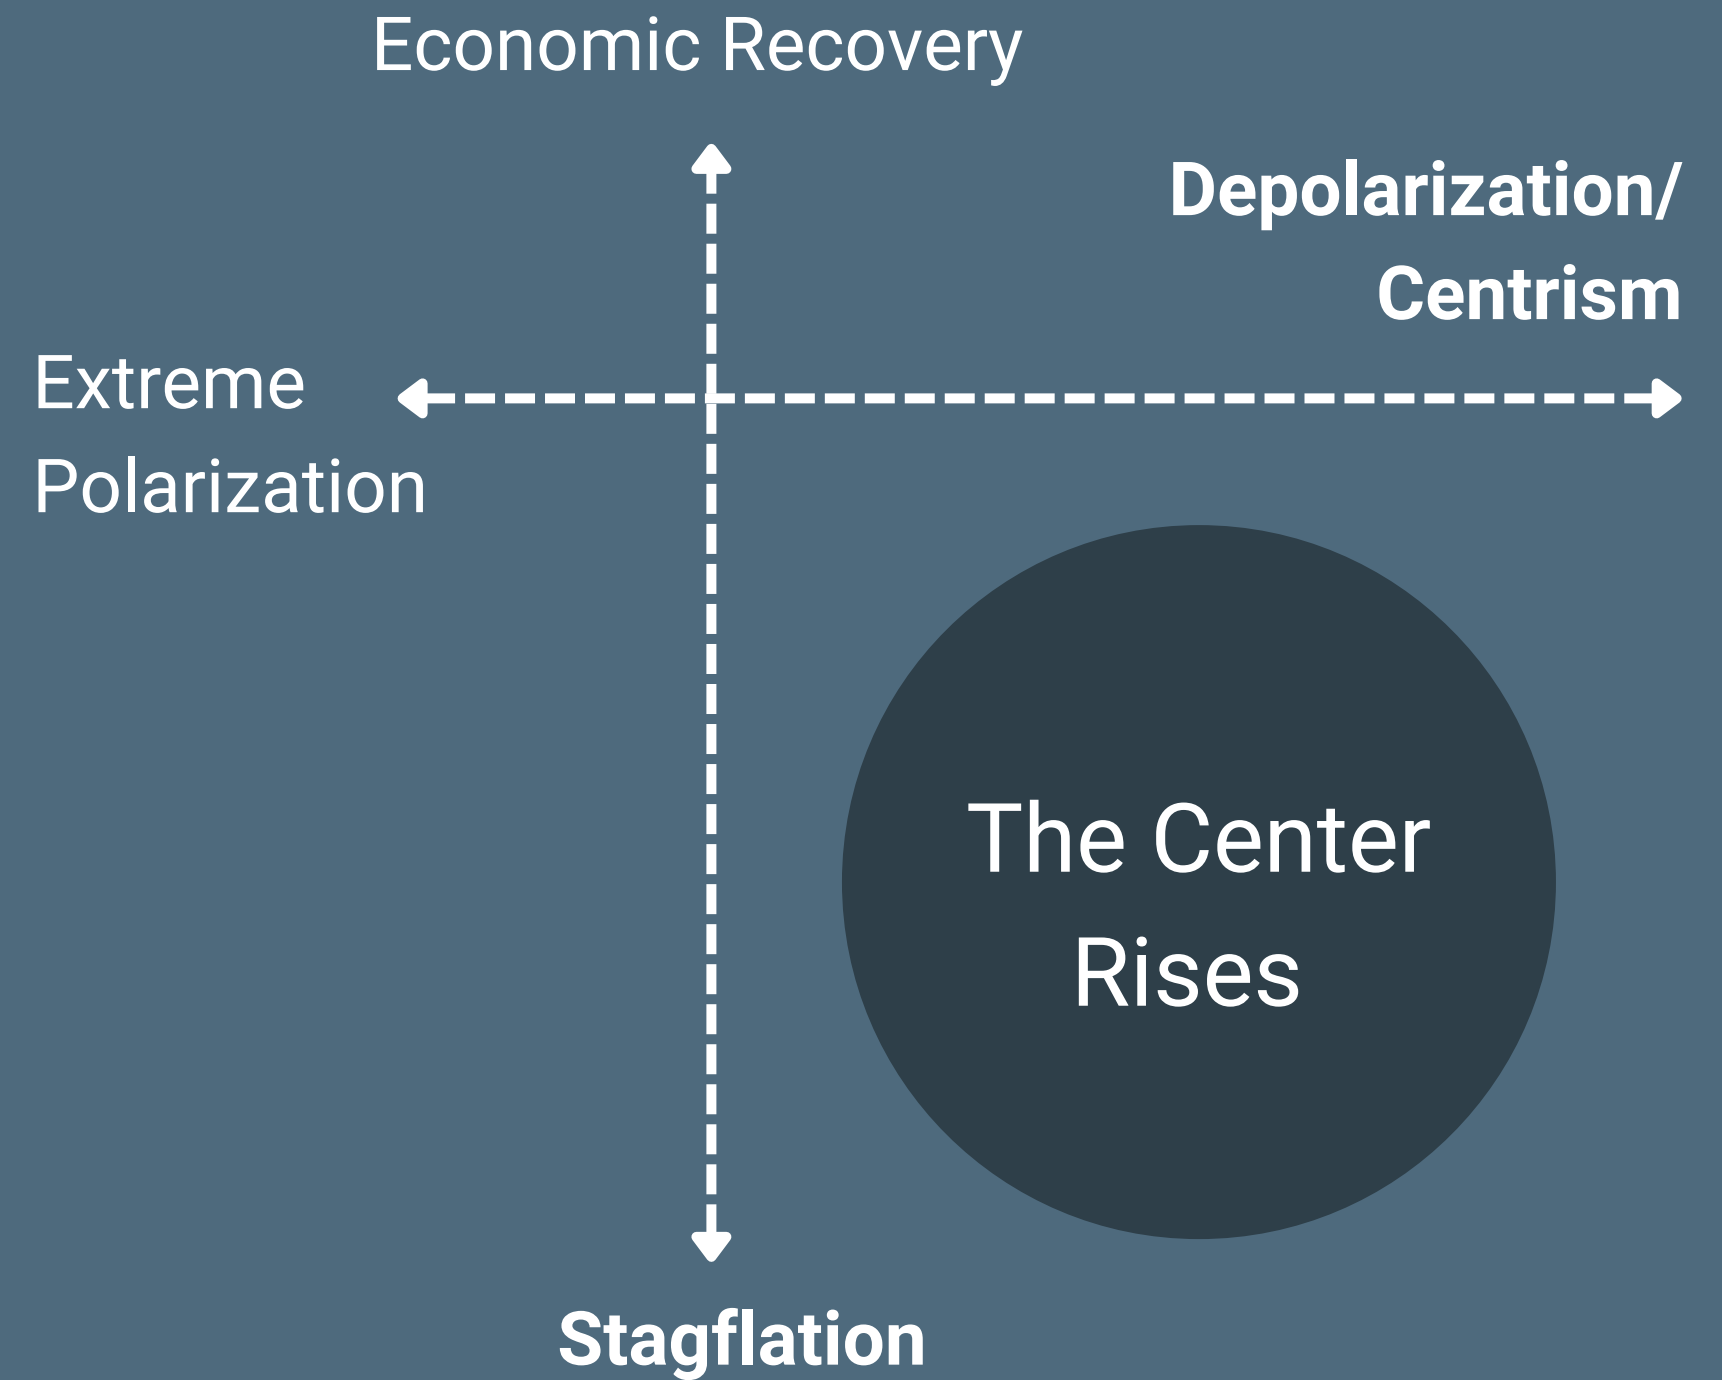 Economic Recovery
Depolarization/
Centrism
Extreme
Polarization
The Center
Rises
Stagflation